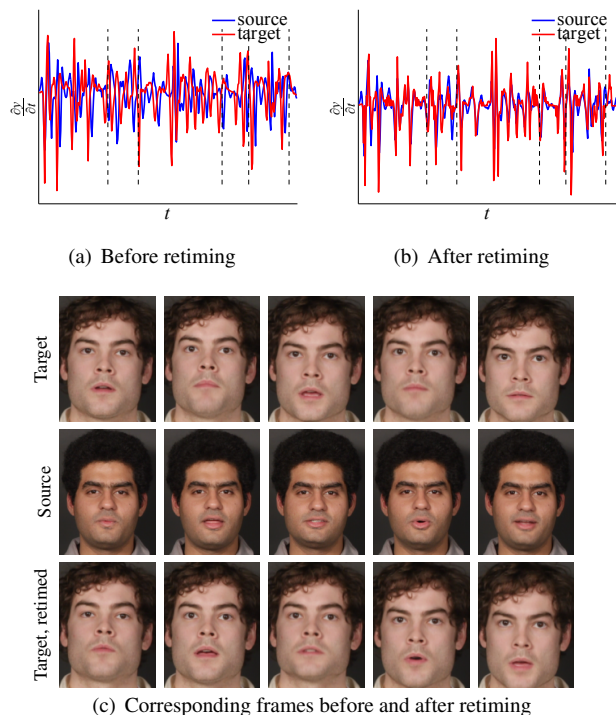 source
target
source
target
∂y/∂t
∂y/∂t
t
t
(a) Before retiming
(b) After retiming
Target
Source
Target, retimed
(c) Corresponding frames before and after retiming